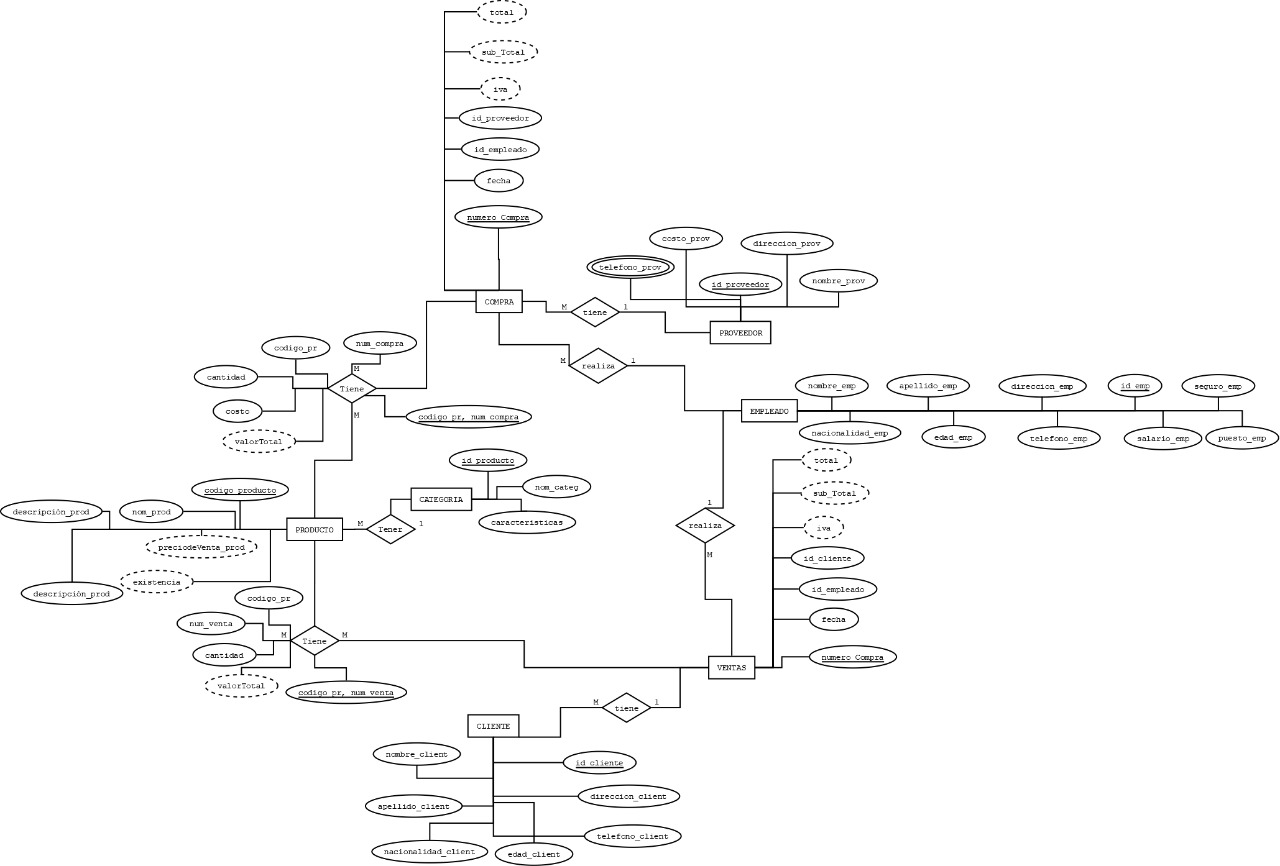 total
sub_Total
iva
id_proveedor
id_empleado
fecha
numero_Compra
costo_prov
direccion_prov
telefono_prov
id_proveedor
nombre_prov
COMPRA
M
tiene
1
PROVEEDOR
codigo_pr
num_compra
M
realiza
1
cantidad
M
Tiene
costo
M
codigo_pr, num_compra
valorTotal
nombre_emp
apellido_emp
direccion_emp
id_emp
seguro_emp
EMPLEADO
nacionalidad_emp
edad_emp
telefono_emp
salario_emp
puesto_emp
total
sub_Total
iva
id_cliente
id_empleado
fecha
numero_Compra
1
realiza
M
id_producto
nom_categ
CATEGORIA
caracteristicas
codigo_producto
descripción_prod
nom_prod
PRODUCTO
M
Tener
1
preciodeVenta_prod
existencia
descripción_prod
codigo_pr
num_venta
M
Tiene
M
cantidad
valorTotal
codigo_pr, num_venta
VENTAS
M
tiene
1
CLIENTE
nombre_client
id_cliente
direccion_client
apellido_client
telefono_client
nacionalidad_client
edad_client